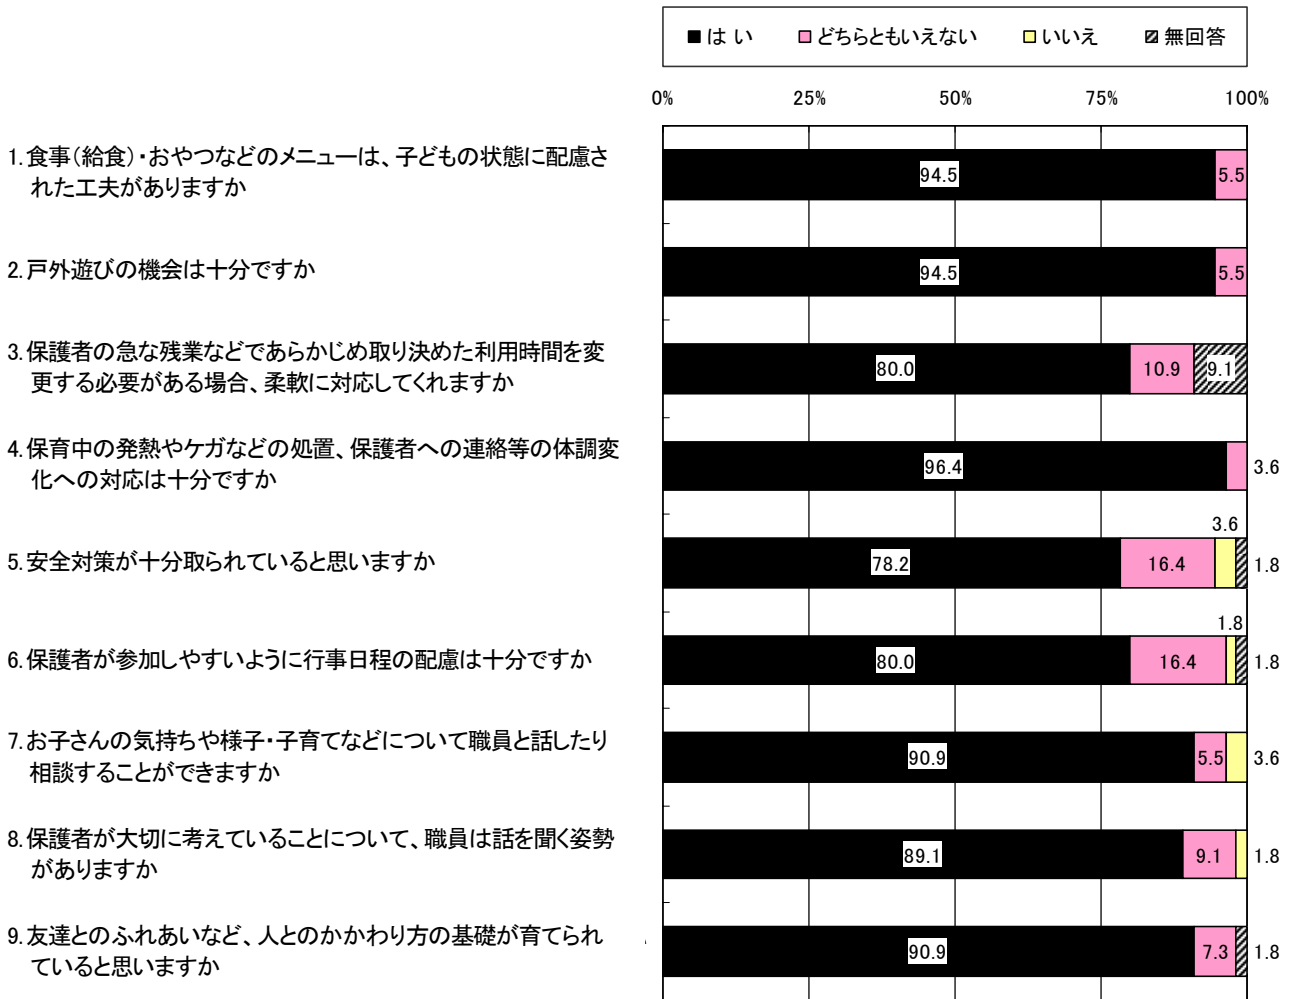 ■は い □どちらともいえない □いいえ 無回答
0% 25% 50% 75% 100%
1.食事(給食)・おやつなどのメニューは、子どもの状態に配慮さ
れた工夫がありますか
94.5 5.5
2.戸外遊びの機会は十分ですか
94.5 5.5
3.保護者の急な残業などであらかじめ取り決めた利用時間を変
更する必要がある場合、柔軟に対応してくれますか
80.0 10.9 9.1
4.保育中の発熱やケガなどの処置、保護者への連絡等の体調変
化への対応は十分ですか
96.4 3.6
3.6
5.安全対策が十分取られていると思いますか
78.2 16.4 1.8
1.8
6.保護者が参加しやすいように行事日程の配慮は十分ですか
80.0 16.4 1.8
7.お子さんの気持ちや様子・子育てなどについて職員と話したり
相談することができますか
90.9 5.5 3.6
8.保護者が大切に考えていることについて、職員は話を聞く姿勢
がありますか
89.1 9.1 1.8
9.友達とのふれあいなど、人とのかかわり方の基礎が育てられ
ていると思いますか
90.9 7.3 1.8